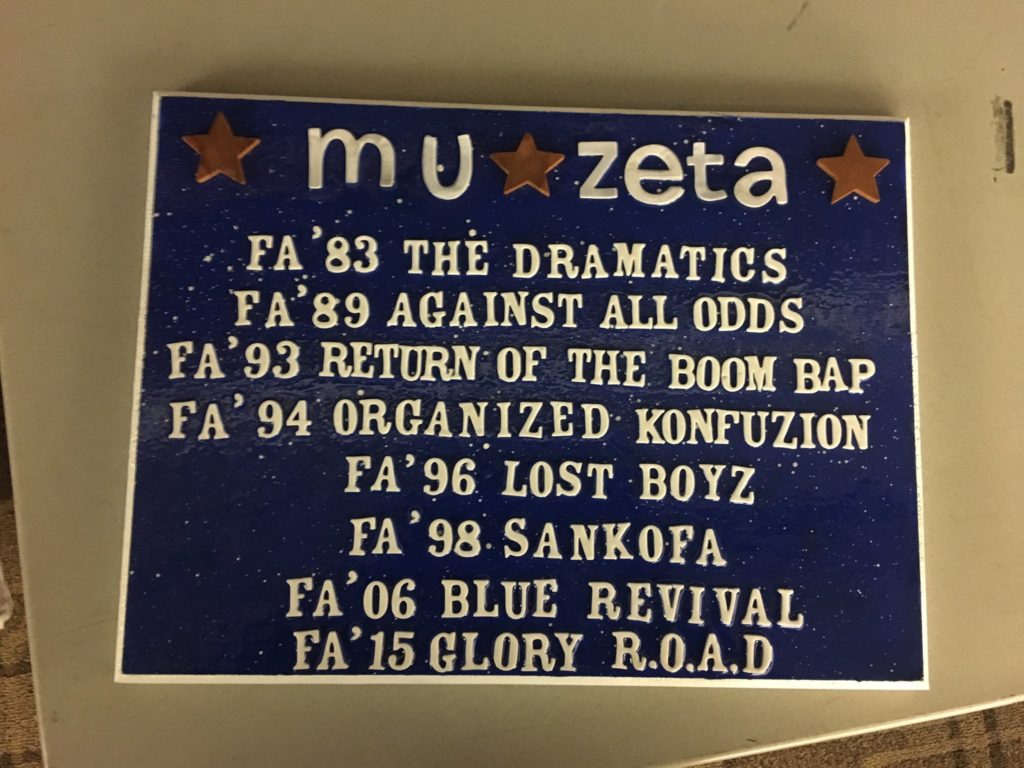 mu zeta
FA '83 THE DRAMATICS
FA '89 AGAINST ALL ODDS
FA '93 RETURN OF THE BOOM BAP
FA '94 ORGANIZED KONFUZION
FA '96 LOST BOYZ
FA '98 SANKOFA
FA '06 BLUE REVIVAL
FA '15 GLORY R.O.A.D